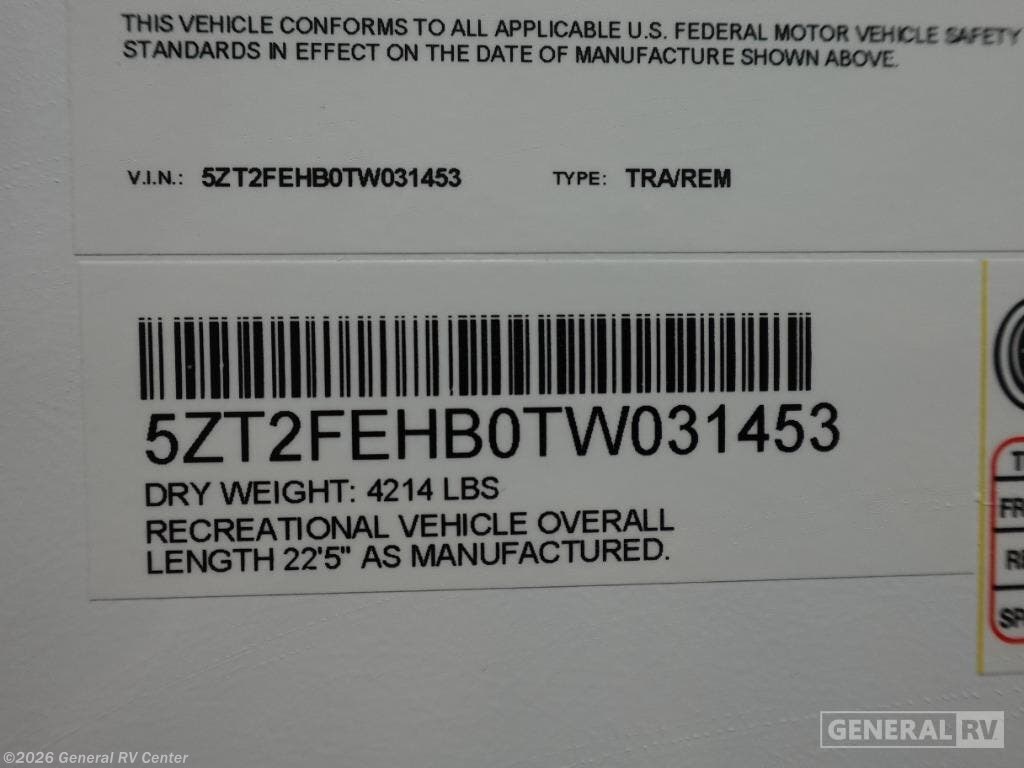 THIS VEHICLE CONFORMS TO ALL APPLICABLE U.S. FEDERAL MOTOR VEHICLE SAFETY
STANDARDS IN EFFECT ON THE DATE OF MANUFACTURE SHOWN ABOVE.
V.I.N.: 5ZT2FEHB0TW031453 TYPE: TRA/REM
5ZT2FEHB0TW031453
DRY WEIGHT: 4214 LBS
RECREATIONAL VEHICLE OVERALL
LENGTH 22'5" AS MANUFACTURED.
GENERAL RV
©2026 General RV Center